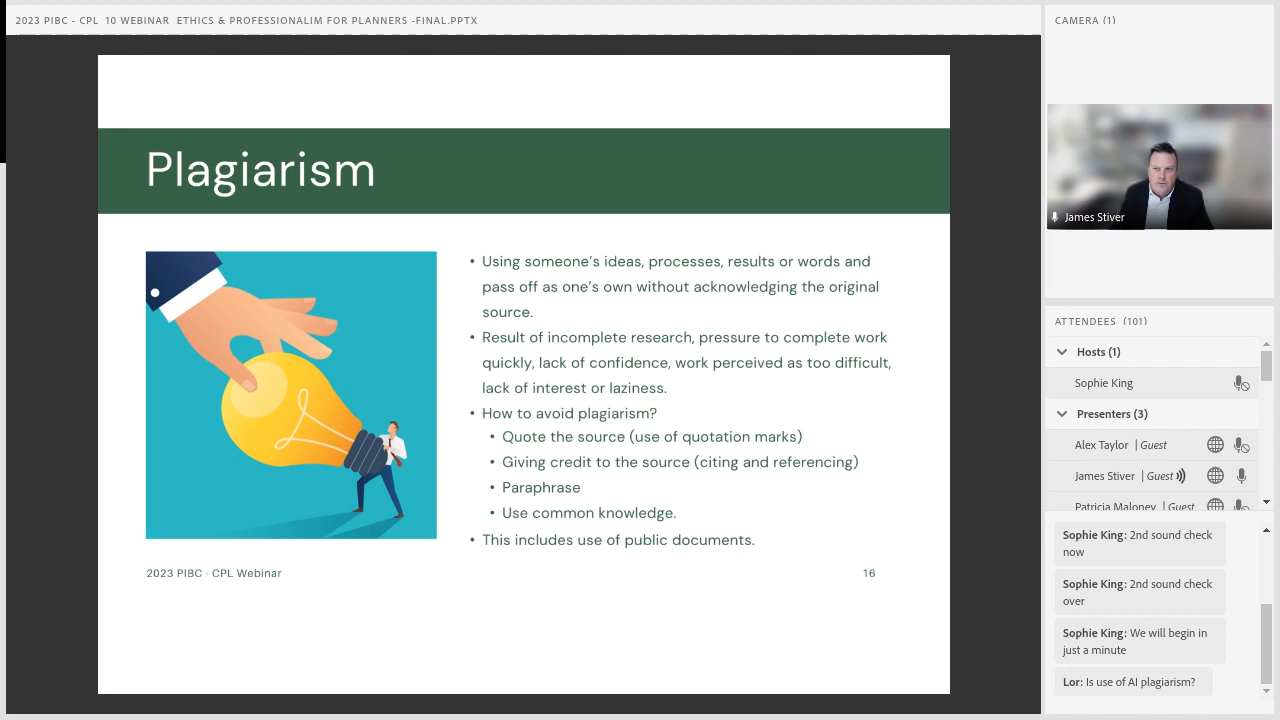 2023 PIBC - CPL 10 WEBINAR ETHICS & PROFESSIONALIM FOR PLANNERS -FINAL.PPTX
Plagiarism
• Using someone's ideas, processes, results or words and
pass off as one's own without acknowledging the original
source.
• Result of incomplete research, pressure to complete work
quickly, lack of confidence, work perceived as too difficult,
lack of interest or laziness.
• How to avoid plagiarism?
• Quote the source (use of quotation marks)
• Giving credit to the source (citing and referencing)
• Paraphrase
• Use common knowledge.
• This includes use of public documents.
2023 PIBC · CPL Webinar
16
CAMERA (1)
James Stiver
ATTENDEES (101)
Hosts (1)
Sophie King
Presenters (3)
Alex Taylor | Guest
James Stiver | Guest
Patricia Maloney | Guest
Sophie King: 2nd sound check
now
Sophie King: 2nd sound check
over
Sophie King: We will begin in
just a minute
Lor: Is use of AI plagiarism?